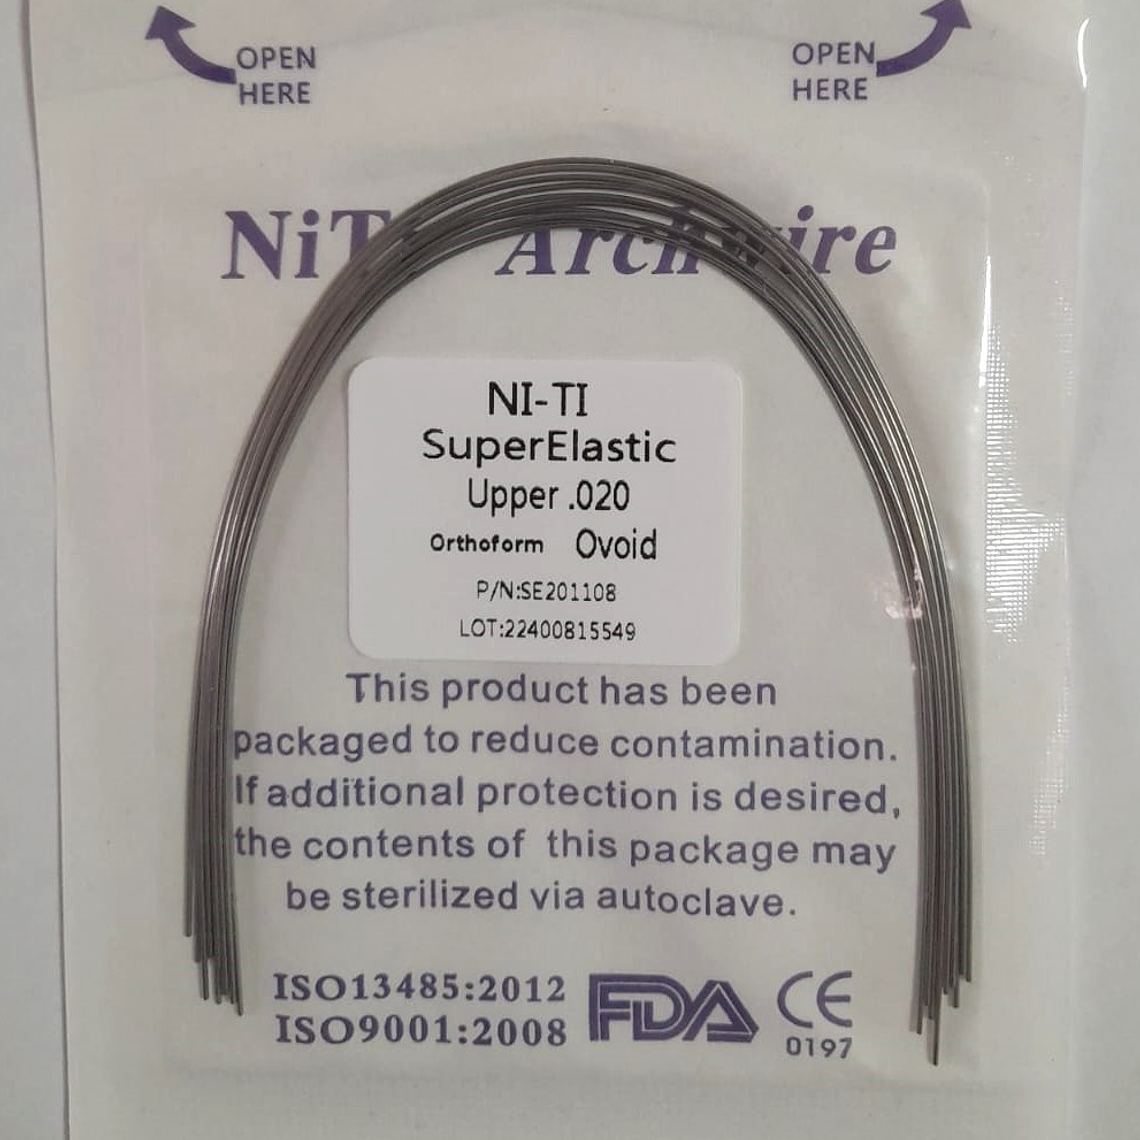 OPEN HERE
OPEN HERE
NiTi Archwire
NI-TI
SuperElastic
Upper .020
Orthoform Ovoid
P/N:SE201108
LOT:22400815549
This product has been
packaged to reduce contamination.
If additional protection is desired,
the contents of this package may
be sterilized via autoclave.
ISO13485:2012
ISO9001:2008
FDA
CE
0197